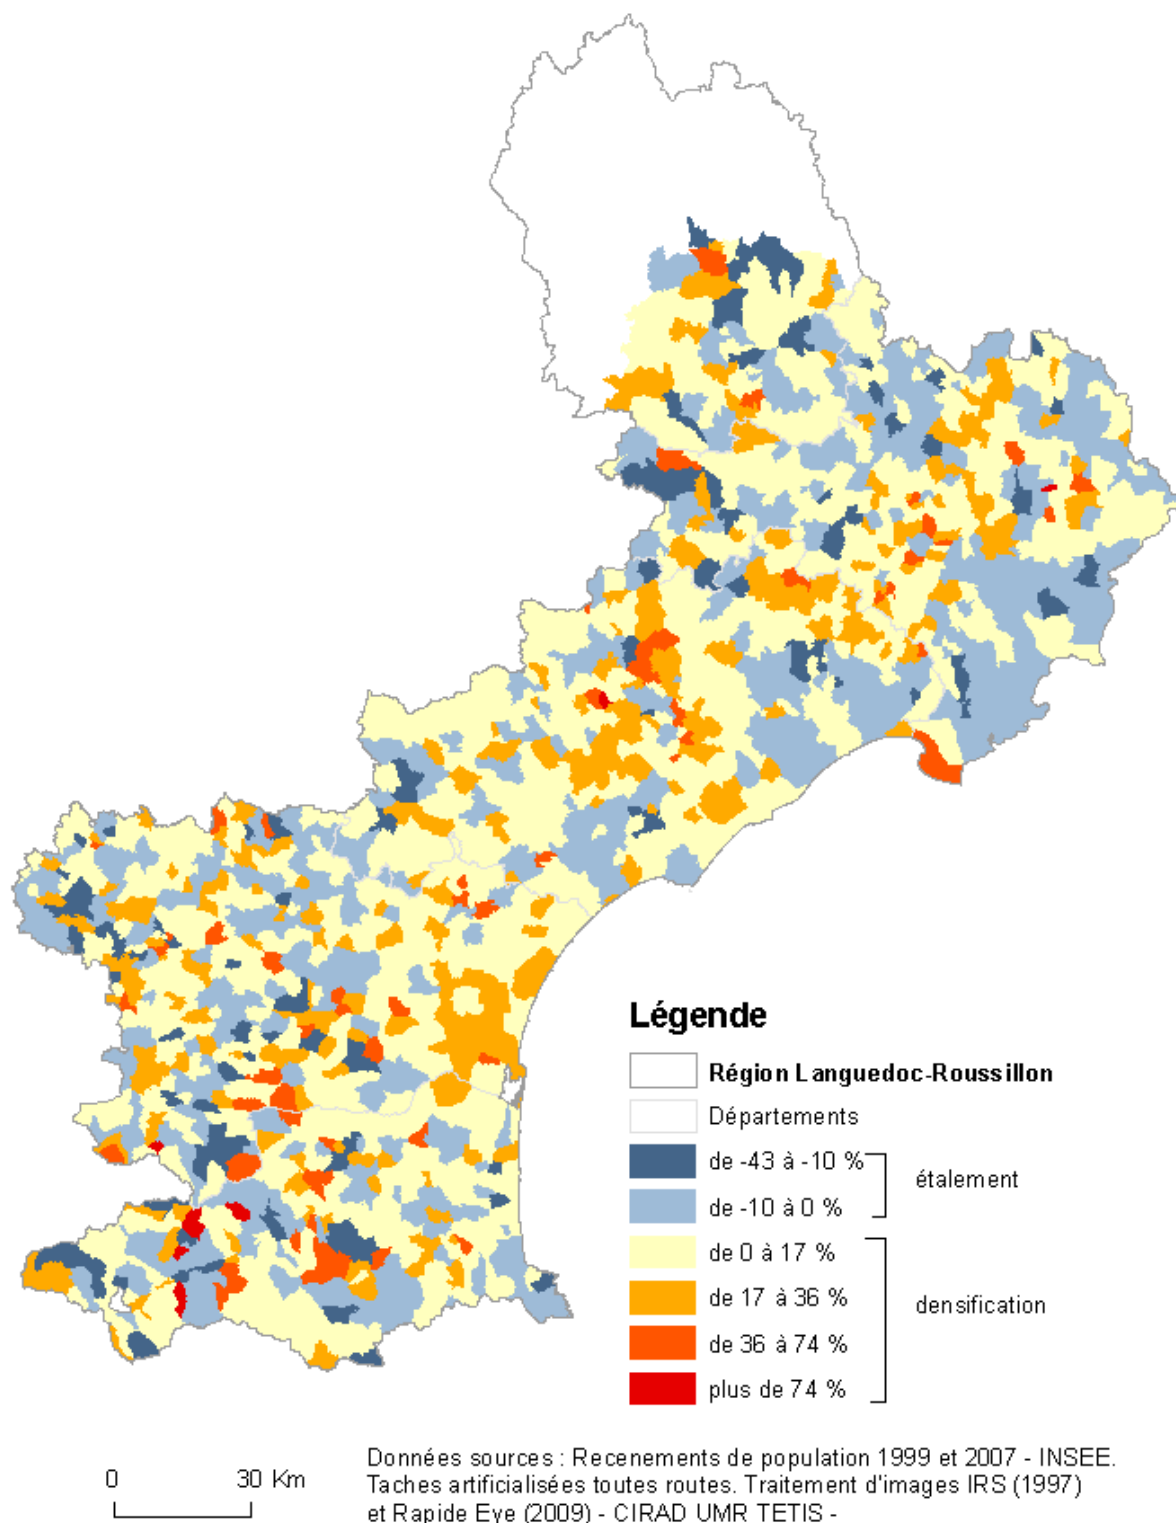 Légende
Région Languedoc-Roussillon
Départements
de -43 à -10 %
étalement
de -10 à 0 %
de 0 à 17 %
de 17 à 36 %
densification
de 36 à 74 %
plus de 74 %
0 30 Km
Données sources : Recenements de population 1999 et 2007 - INSEE.
Taches artificialisées toutes routes. Traitement d'images IRS (1997)
et Rapide Eye (2009) - CIRAD UMR TETIS -